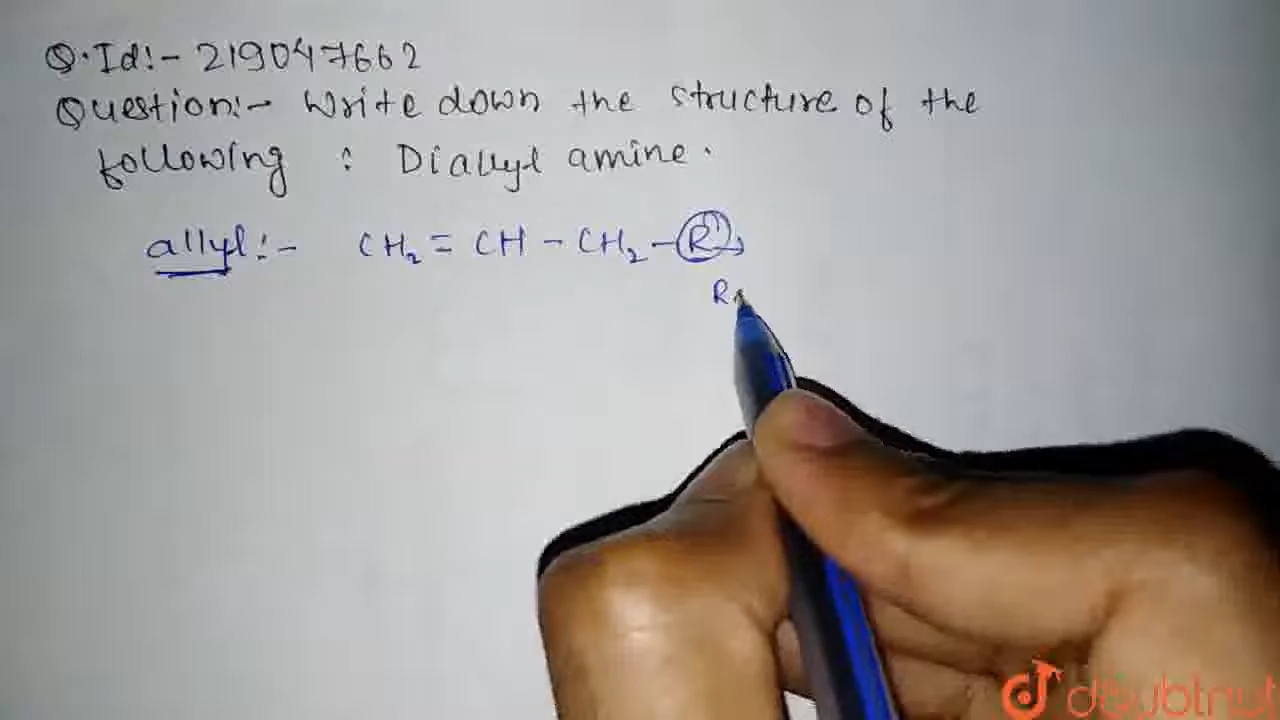 Q. Id:- 219047662
Question:- Write down the structure of the
following : Diallyl amine.
allyl:- CH₂ = CH - CH₂ - R
R
doubtnut